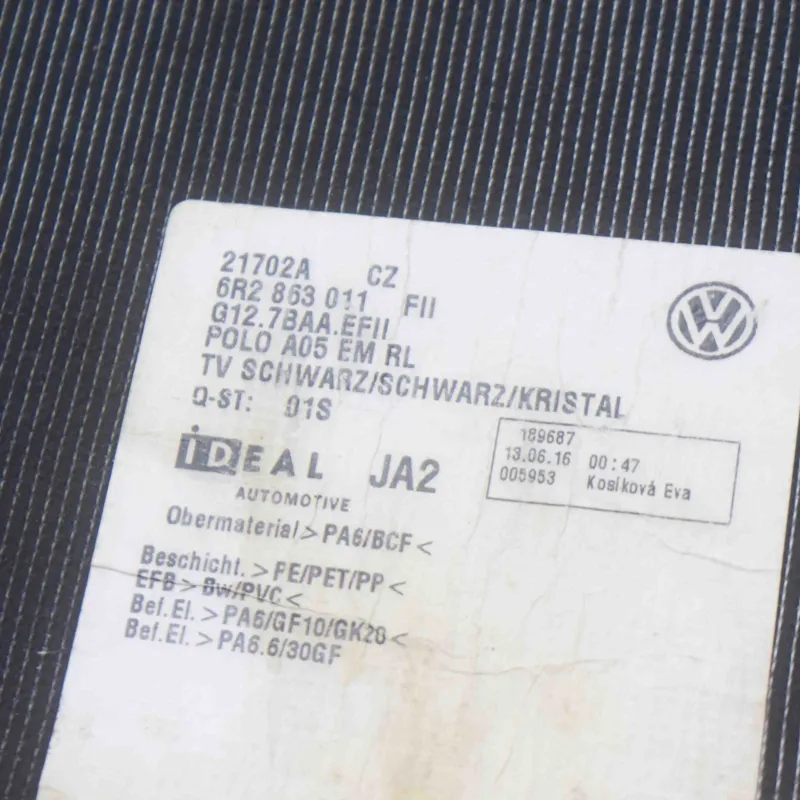 21702A CZ
6R2 863 011 FII
G12.7BAA.EFII
POLO A05 EM RL
TV SCHWARZ/SCHWARZ/KRISTAL
Q-ST: 01S
189687
13.06.16 00:47
005953 Kosíková Eva
iDEAL JA2
AUTOMOTIVE
Obermaterial>PA6/BCF<
Beschicht.>PE/PET/PP<
EFB>Bw/PVC<
Bef.El.>PA6/GF10/GK20<
Bef.El.>PA6.6/30GF